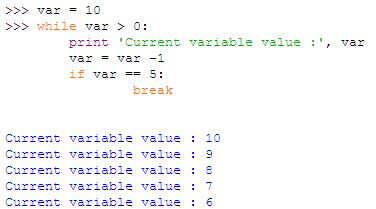 >>> var = 10
>>> while var > 0:
        print 'Current variable value :', var
        var = var -1
        if var == 5:
                break
Current variable value : 10
Current variable value : 9
Current variable value : 8
Current variable value : 7
Current variable value : 6